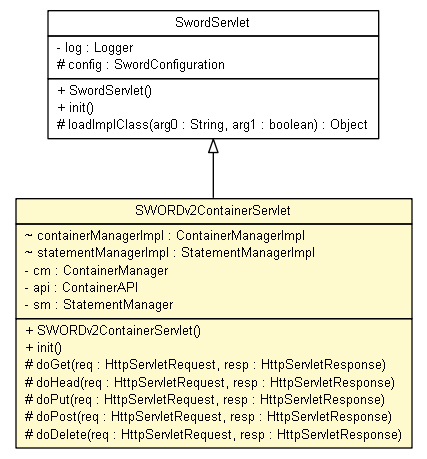 SwordServlet
- log : Logger
# config : SwordConfiguration
+ SwordServlet()
+ init()
# loadImplClass(arg0 : String, arg1 : boolean) : Object
SWORDv2ContainerServlet
~ containerManagerImpl : ContainerManagerImpl
~ statementManagerImpl : StatementManagerImpl
- cm : ContainerManager
- api : ContainerAPI
- sm : StatementManager
+ SWORDv2ContainerServlet()
+ init()
# doGet(req : HttpServletRequest, resp : HttpServletResponse)
# doHead(req : HttpServletRequest, resp : HttpServletResponse)
# doPut(req : HttpServletRequest, resp : HttpServletResponse)
# doPost(req : HttpServletRequest, resp : HttpServletResponse)
# doDelete(req : HttpServletRequest, resp : HttpServletResponse)